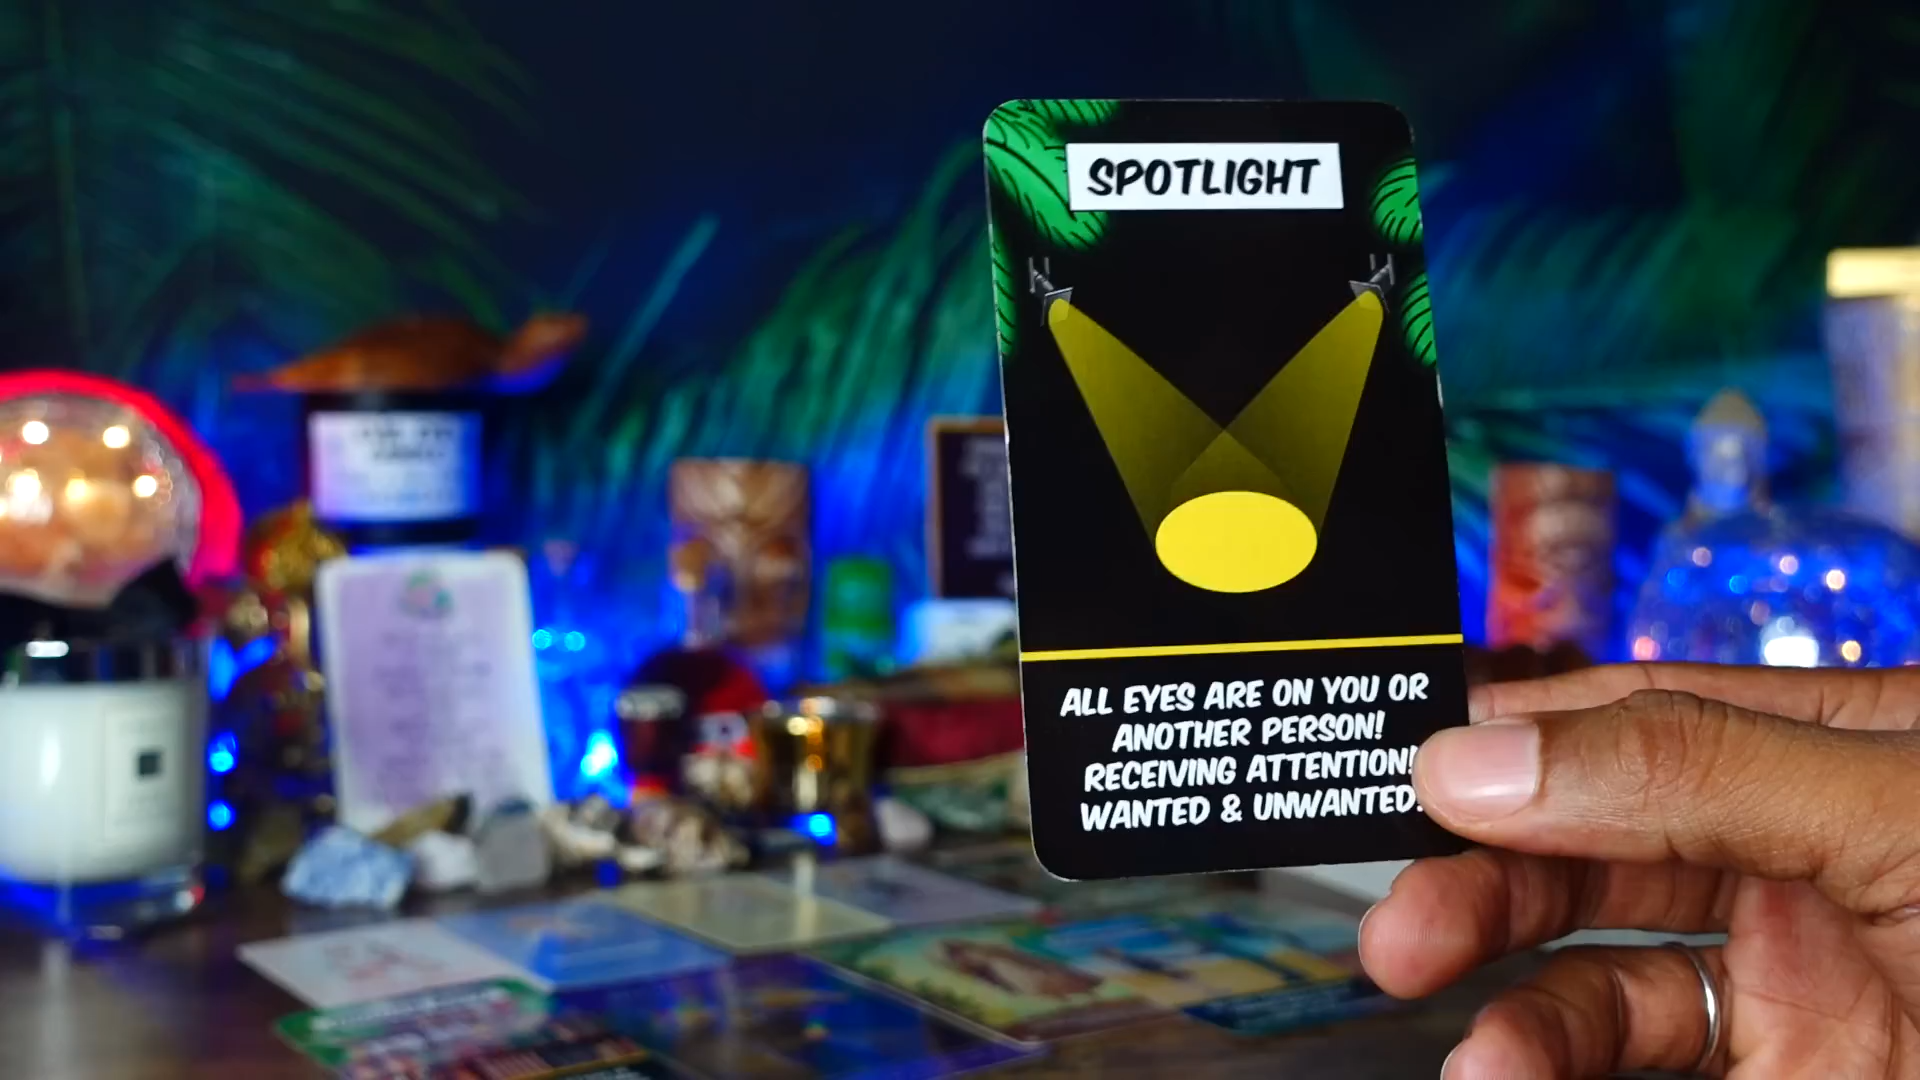 SPOTLIGHT
ALL EYES ARE ON YOU OR
ANOTHER PERSON!
RECEIVING ATTENTION!
WANTED & UNWANTED!